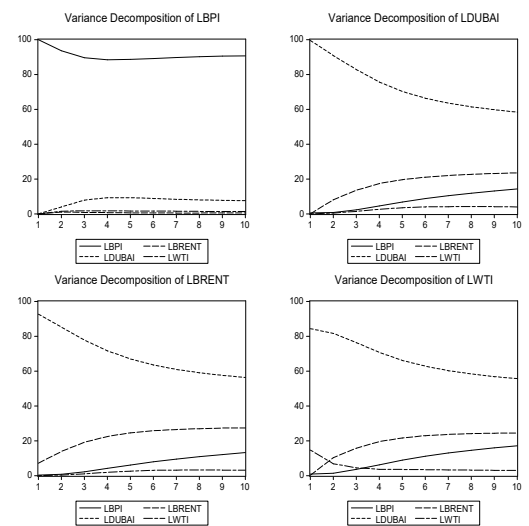 Variance Decomposition of LBPI
100
80
60
40
20
0
1 2 3 4 5 6 7 8 9 10
LBPI LBRENT
LDUBAI LWTI
Variance Decomposition of LDUBAI
100
80
60
40
20
0
1 2 3 4 5 6 7 8 9 10
LBPI LBRENT
LDUBAI LWTI
Variance Decomposition of LBRENT
100
80
60
40
20
0
1 2 3 4 5 6 7 8 9 10
LBPI LBRENT
LDUBAI LWTI
Variance Decomposition of LWTI
100
80
60
40
20
0
1 2 3 4 5 6 7 8 9 10
LBPI LBRENT
LDUBAI LWTI